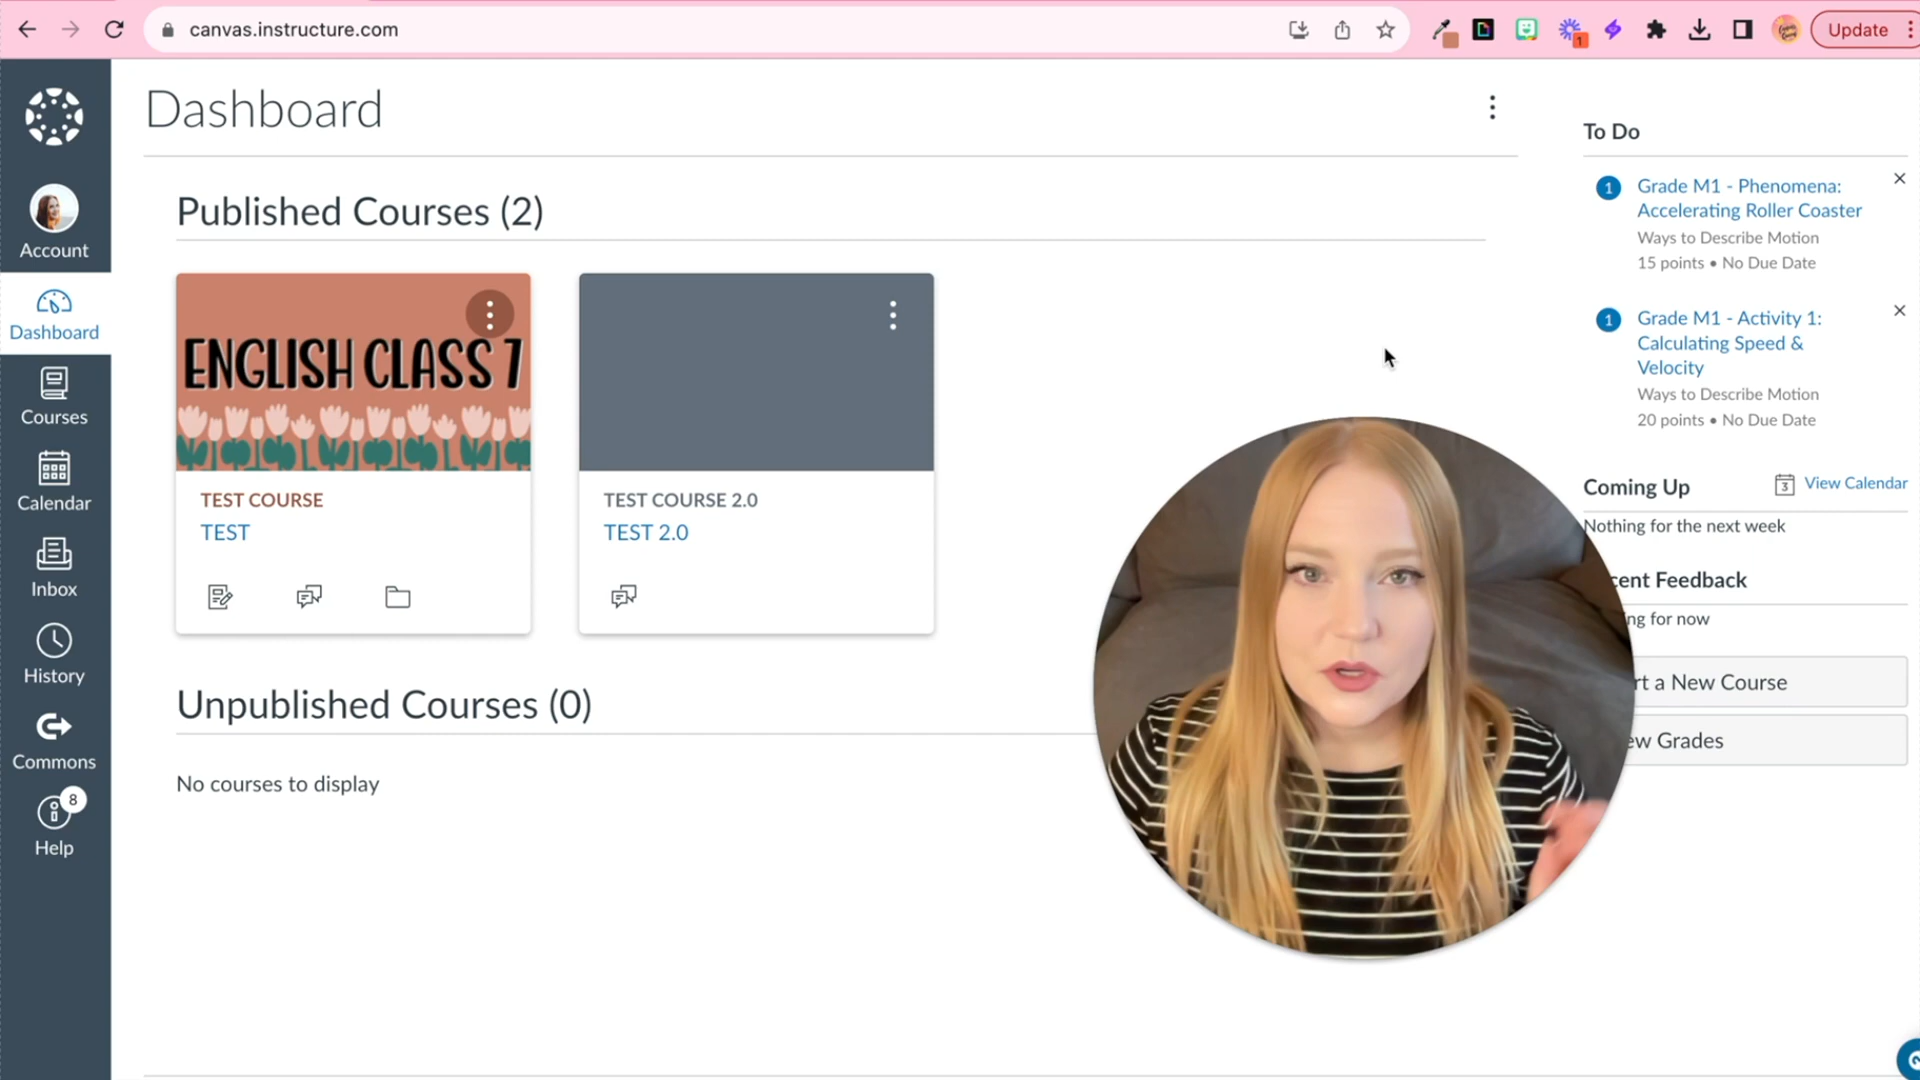 canvas.instructure.com
1
Update
Dashboard
Account
Dashboard
Courses
Calendar
Inbox
History
Commons
8
Help
Published Courses (2)
ENGLISH CLASS 7
TEST COURSE
TEST
TEST COURSE 2.0
TEST 2.0
Unpublished Courses (0)
No courses to display
To Do
1
Grade M1 - Phenomena:
Accelerating Roller Coaster
Ways to Describe Motion
15 points • No Due Date
1
Grade M1 - Activity 1:
Calculating Speed &
Velocity
Ways to Describe Motion
20 points • No Due Date
Coming Up
3
View Calendar
Nothing for the next week
cent Feedback
ng for now
rt a New Course
ew Grades